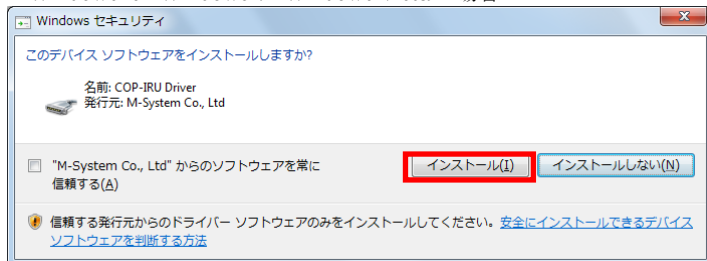 Windows セキュリティ
このデバイス ソフトウェアをインストールしますか?
名前: COP-IRU Driver
発行元: M-System Co., Ltd
"M-System Co., Ltd" からのソフトウェアを常に
信頼する(A)
インストール(I)
インストールしない(N)
信頼する発行元からのドライバー ソフトウェアのみをインストールしてください。安全にインストールできるデバイス
ソフトウェアを判断する方法